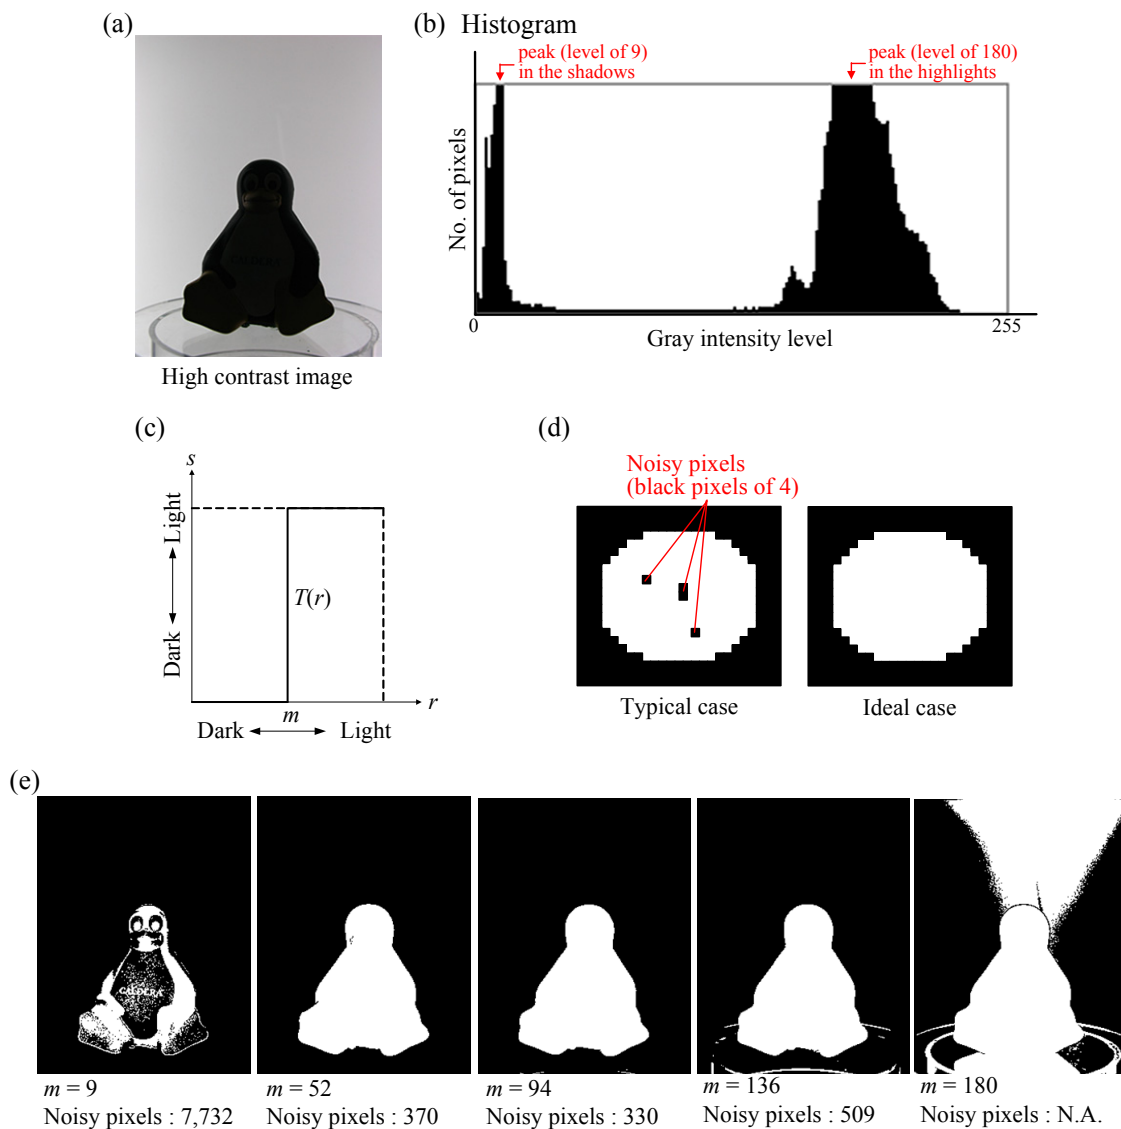 (a)
High contrast image
(b) Histogram
peak (level of 9)
in the shadows
peak (level of 180)
in the highlights
No. of pixels
0
255
Gray intensity level
(c)
s
Light
Dark
T(r)
m
r
Dark
Light
(d)
Noisy pixels
(black pixels of 4)
Typical case
Ideal case
(e)
CALDERA
m = 9
Noisy pixels : 7,732
m = 52
Noisy pixels : 370
m = 94
Noisy pixels : 330
m = 136
Noisy pixels : 509
m = 180
Noisy pixels : N.A.